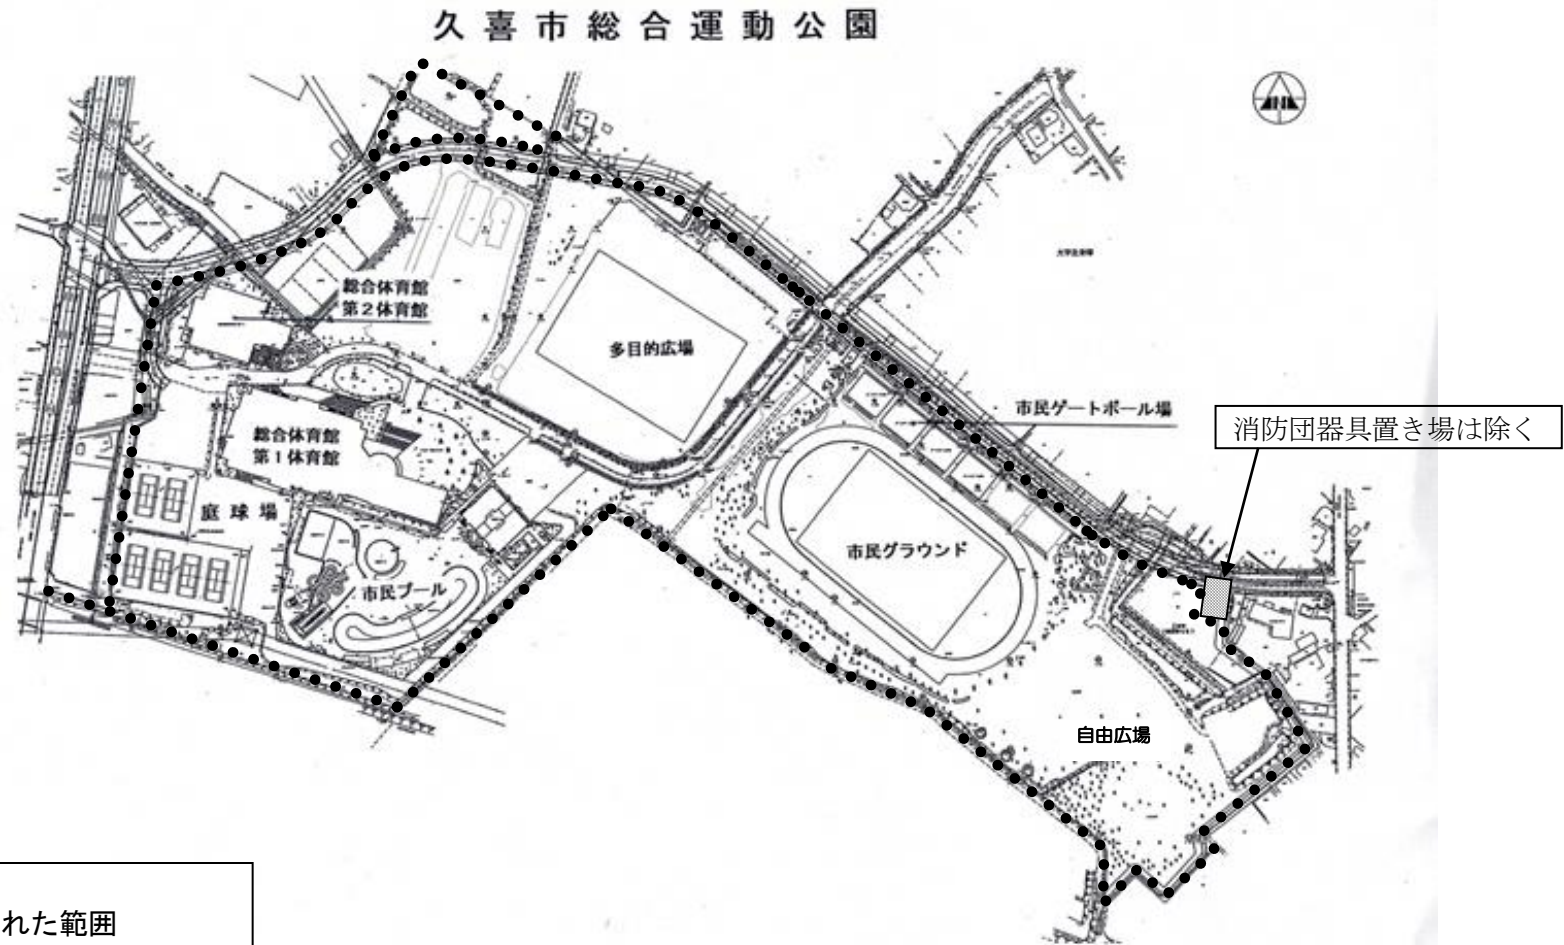 久喜市総合運動公園
総合体育館
第2体育館
多目的広場
市民ゲートボール場
消防団器具置き場は除く
総合体育館
第1体育館
庭球場
市民グラウンド
市民プール
自由広場
れた範囲